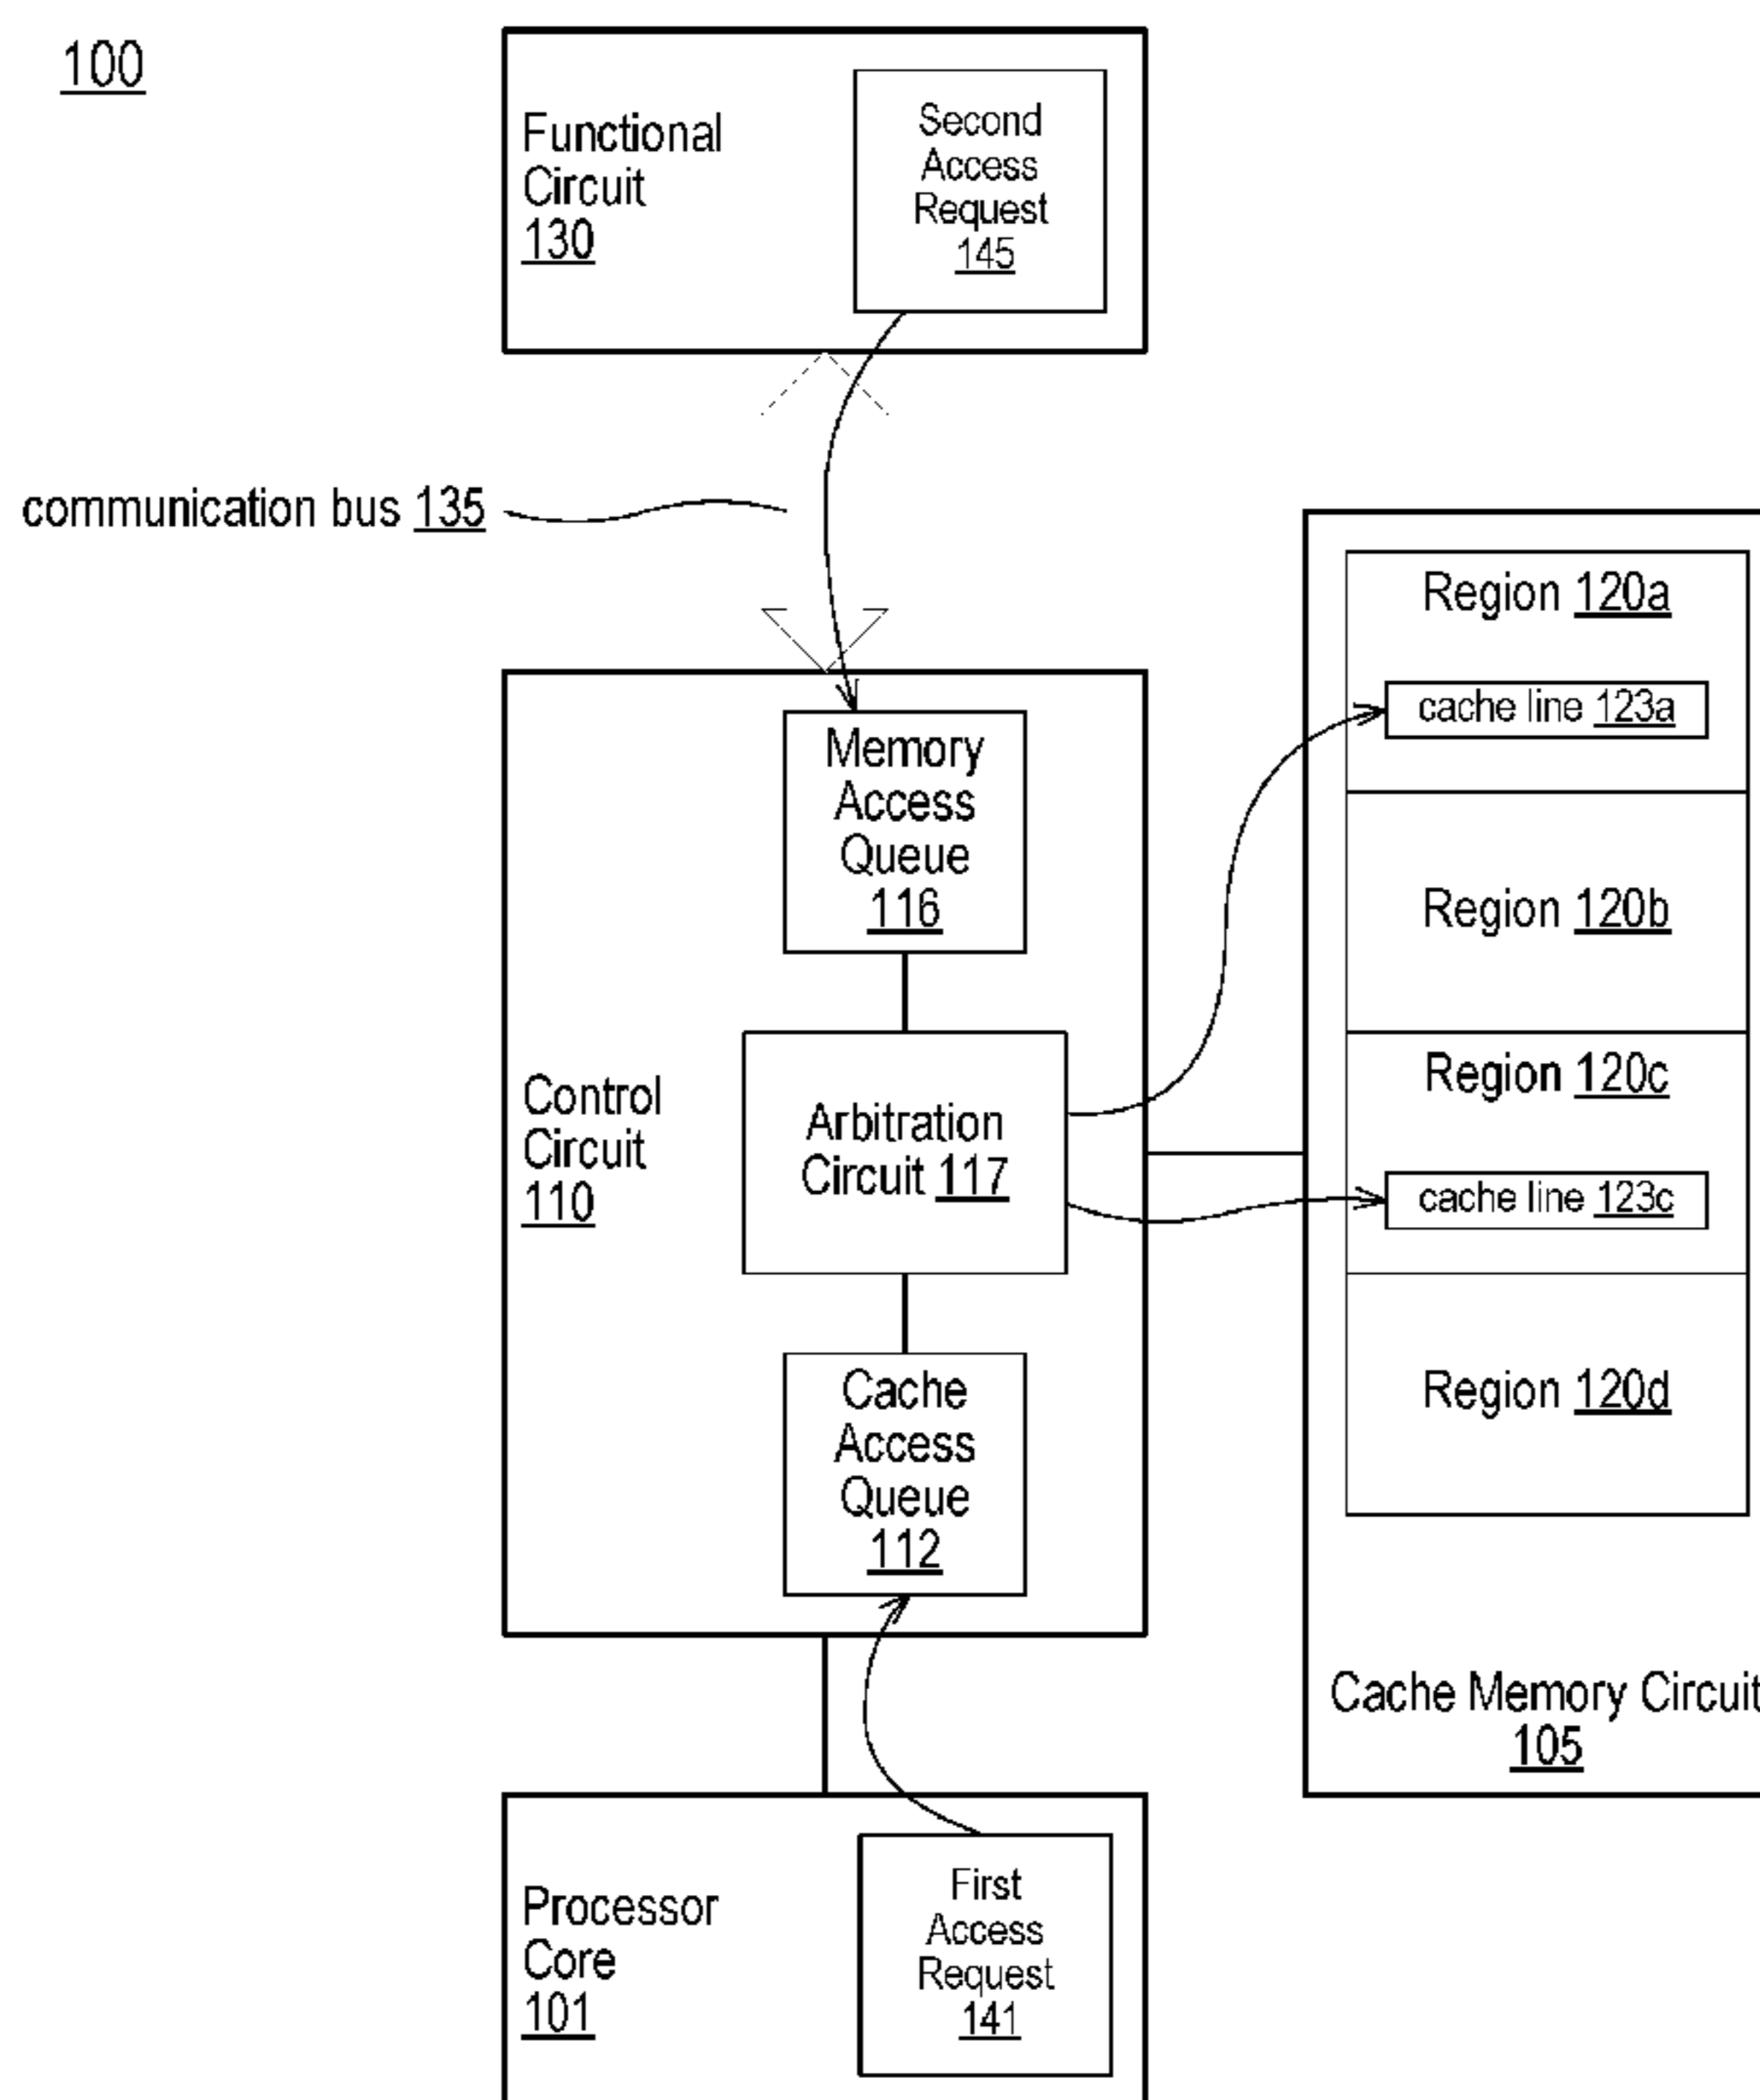 100
Functional
Circuit
130
Second
Access
Request
145
communication bus 135
Control
Circuit
110
Memory
Access
Queue
116
Arbitration
Circuit 117
Cache
Access
Queue
112
Region 120a
cache line 123a
Region 120b
Region 120c
cache line 123c
Region 120d
Cache Memory Circuit
105
Processor
Core
101
First
Access
Request
141